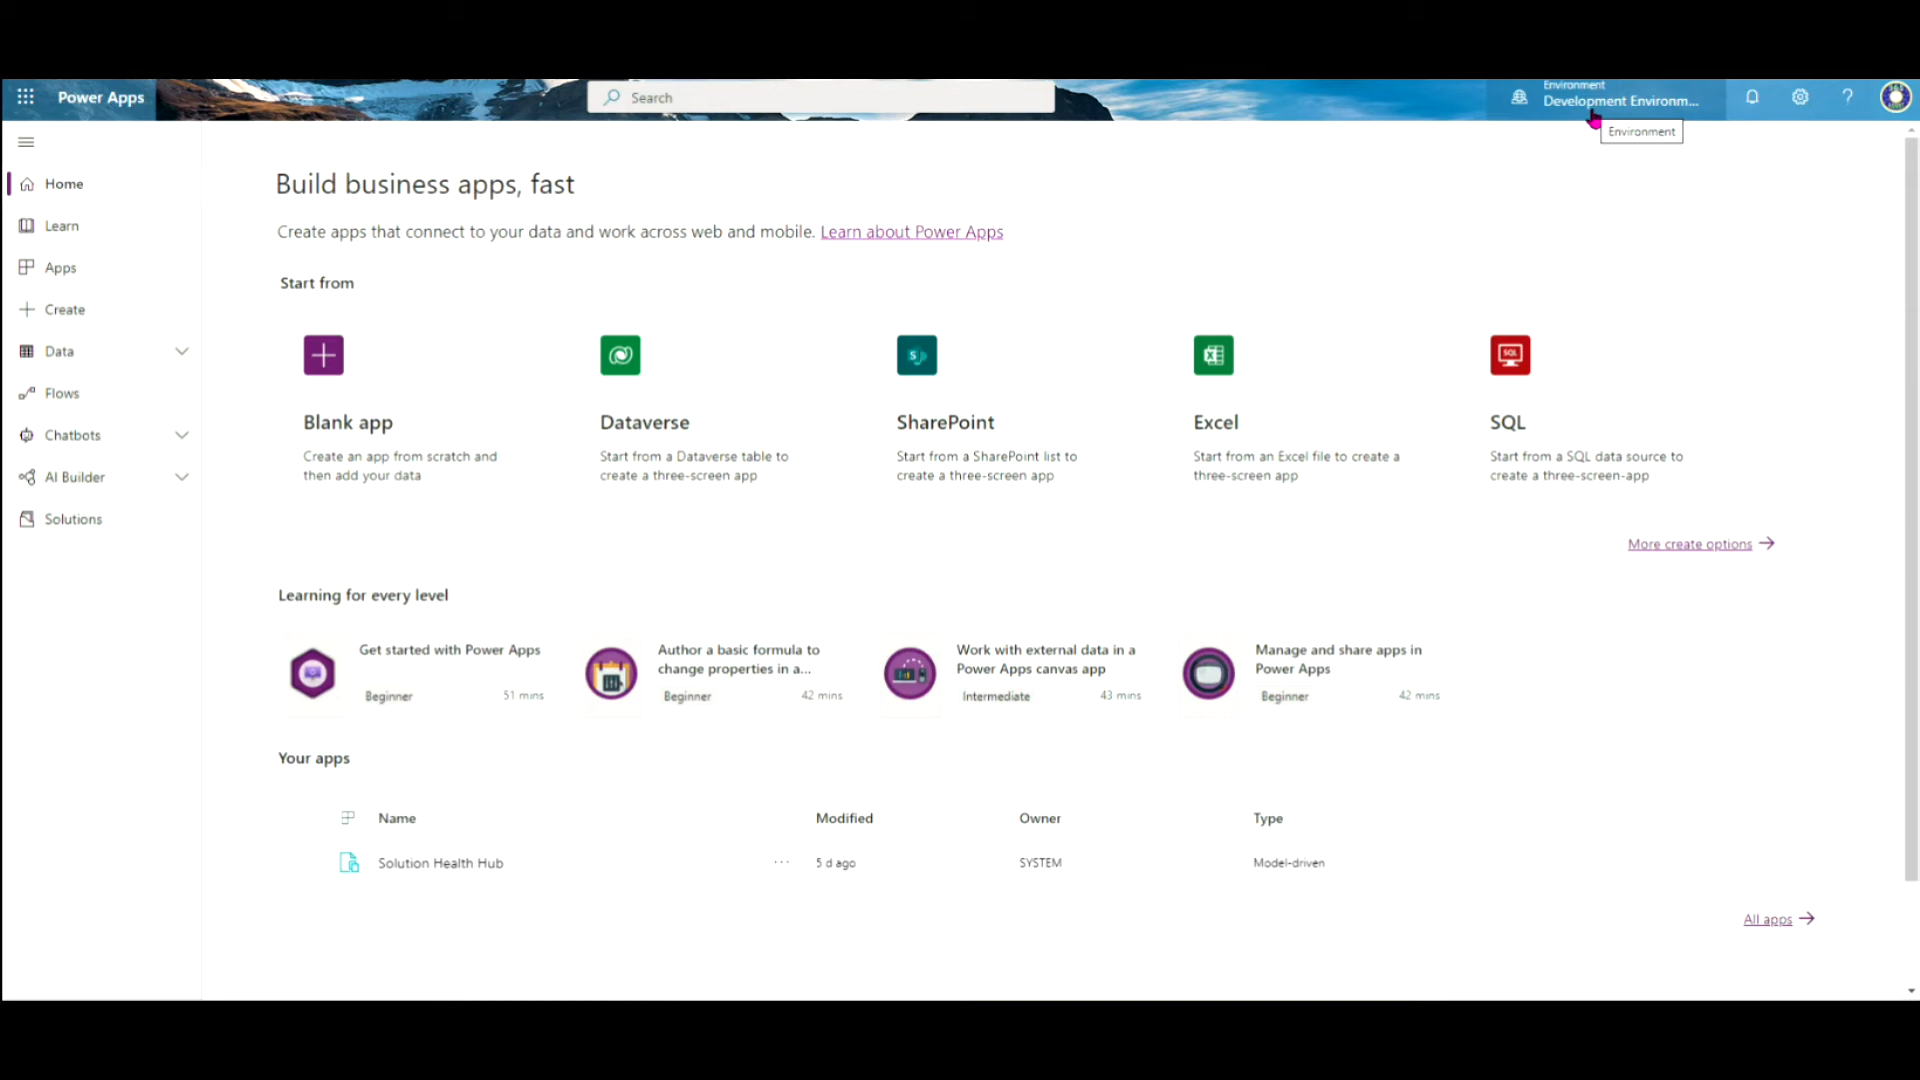 Power Apps
Search
Environment
Development Environm...
?
Environment
Home
Learn
Apps
Create
Data
Flows
Chatbots
AI Builder
Solutions
Build business apps, fast
Create apps that connect to your data and work across web and mobile. Learn about Power Apps
Start from
Blank app
Create an app from scratch and
then add your data
Dataverse
Start from a Dataverse table to
create a three-screen app
SharePoint
Start from a SharePoint list to
create a three-screen app
Excel
Start from an Excel file to create a
three-screen app
SQL
SQL
Start from a SQL data source to
create a three-screen-app
More create options
Learning for every level
Get started with Power Apps
Beginner 51 mins
Author a basic formula to
change properties in a...
Beginner 42 mins
Work with external data in a
Power Apps canvas app
Intermediate 43 mins
Manage and share apps in
Power Apps
Beginner 42 mins
Your apps
Name Modified Owner Type
Solution Health Hub ... 5 d ago SYSTEM Model-driven
All apps